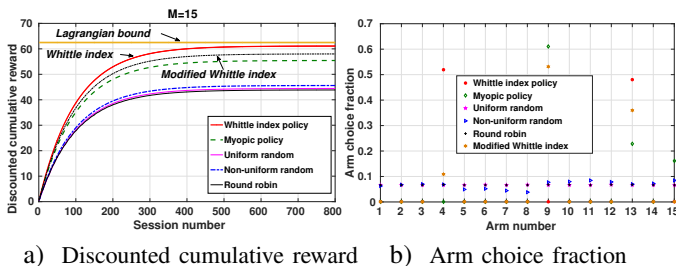 M=15
Discounted cumulative reward
70
60
50
40
30
20
10
0
Lagrangian bound
Whittle index
Modified Whittle index
Whittle index policy
Myopic policy
Uniform random
Non-uniform random
Round robin
0 100 200 300 400 500 600 700 800
Session number
a) Discounted cumulative reward
Arm choice fraction
0.7
0.6
0.5
0.4
0.3
0.2
0.1
0
Whittle index policy
Myopic policy
Uniform random
Non-uniform random
Round robin
Modified Whittle index
1 2 3 4 5 6 7 8 9 10 11 12 13 14 15
Arm number
b) Arm choice fraction